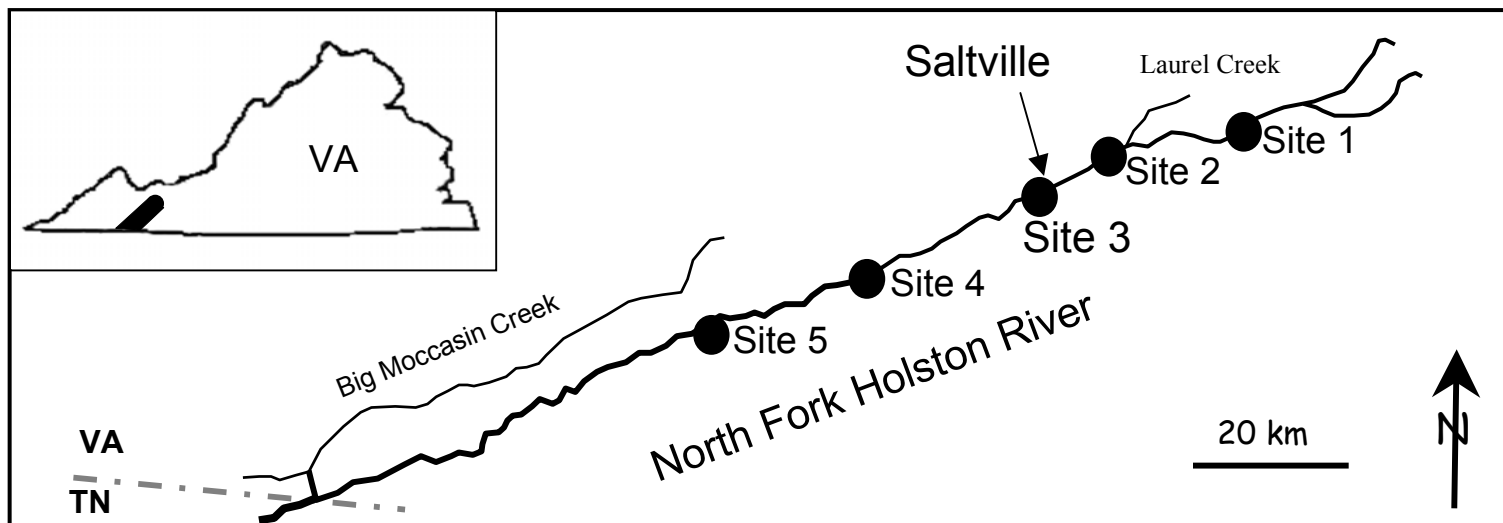 VA
Saltville
Laurel Creek
Site 1
Site 2
Site 3
Site 4
Site 5
Big Moccasin Creek
North Fork Holston River
20 km
N
VA
TN